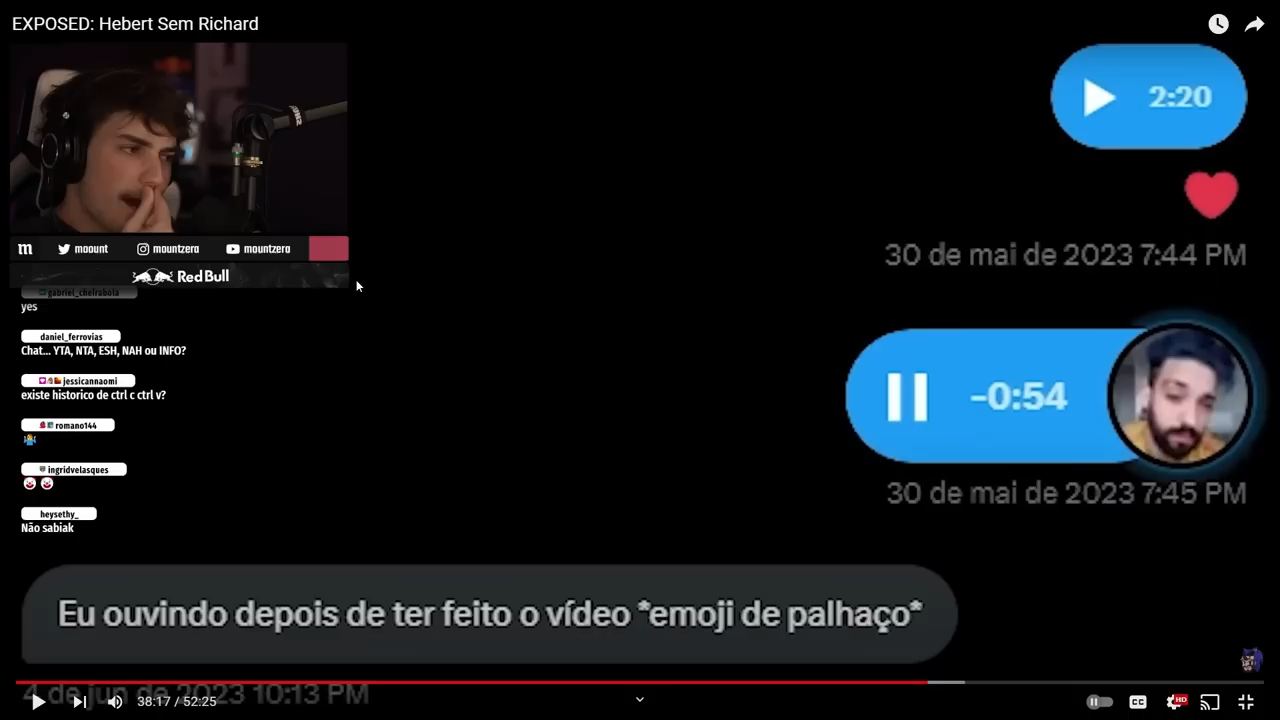 EXPOSED: Hebert Sem Richard
2:20
30 de mai de 2023 7:44 PM
m moount mountzera mountzera
Red Bull
gabriel_cheirabola
yes
daniel_ferrovias
Chat... YTA, NTA, ESH, NAH ou INFO?
jessicannaomi
existe historico de ctrl c ctrl v?
romano144
ingridvelasques
heysethy_
Não sabiak
-0:54
30 de mai de 2023 7:45 PM
Eu ouvindo depois de ter feito o vídeo *emoji de palhaço*
4 de jun de 2023 10:13 PM
38:17 / 52:25
CC
HD